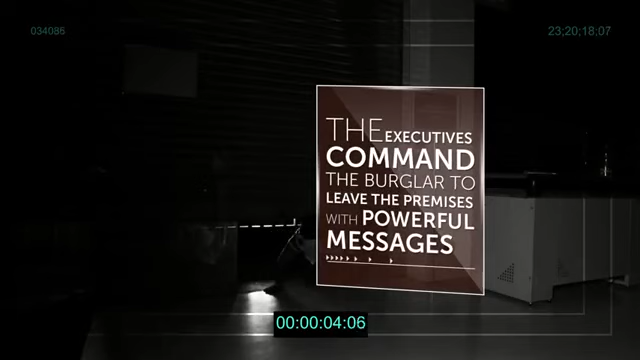 034086
23;20;18;07
THE EXECUTIVES
COMMAND
THE BURGLAR TO
LEAVE THE PREMISES
WITH POWERFUL
MESSAGES
00:00:04:06